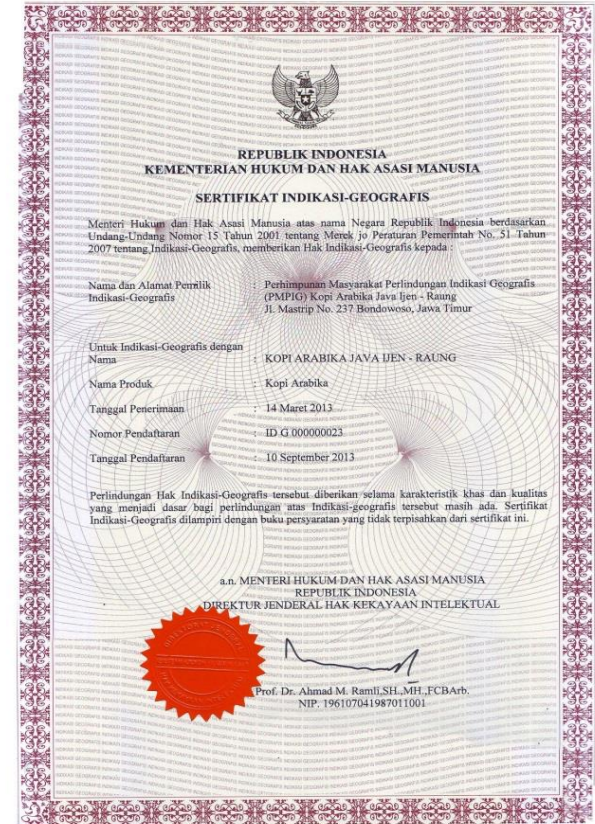 REPUBLIK INDONESIA
KEMENTERIAN HUKUM DAN HAK ASASI MANUSIA
SERTIFIKAT INDIKASI-GEOGRAFIS
Menteri Hukum dan Hak Asasi Manusia atas nama Negara Republik Indonesia berdasarkan
Undang-Undang Nomor 15 Tahun 2001 tentang Merek jo Peraturan Pemerintah No. 51 Tahun
2007 tentang Indikasi-Geografis, memberikan Hak Indikasi-Geografis kepada :
Nama dan Alamat Pemilik : Perhimpunan Masyarakat Perlindungan Indikasi Geografis
Indikasi-Geografis (PMPIG) Kopi Arabika Java Ijen - Raung
Jl. Mastrip No. 237 Bondowoso, Jawa Timur
Untuk Indikasi-Geografis dengan
Nama : KOPI ARABIKA JAVA IJEN - RAUNG
Nama Produk : Kopi Arabika
Tanggal Penerimaan : 14 Maret 2013
Nomor Pendaftaran : ID G 000000023
Tanggal Pendaftaran : 10 September 2013
Perlindungan Hak Indikasi-Geografis tersebut diberikan selama karakteristik khas dan kualitas
yang menjadi dasar bagi perlindungan atas Indikasi-geografis tersebut masih ada. Sertifikat
Indikasi-Geografis dilampiri dengan buku persyaratan yang tidak terpisahkan dari sertifikat ini.
a.n. MENTERI HUKUM DAN HAK ASASI MANUSIA
REPUBLIK INDONESIA
DIREKTUR JENDERAL HAK KEKAYAAN INTELEKTUAL
Prof. Dr. Ahmad M. Ramli,SH.,MH.,FCBArb.
NIP. 196107041987011001